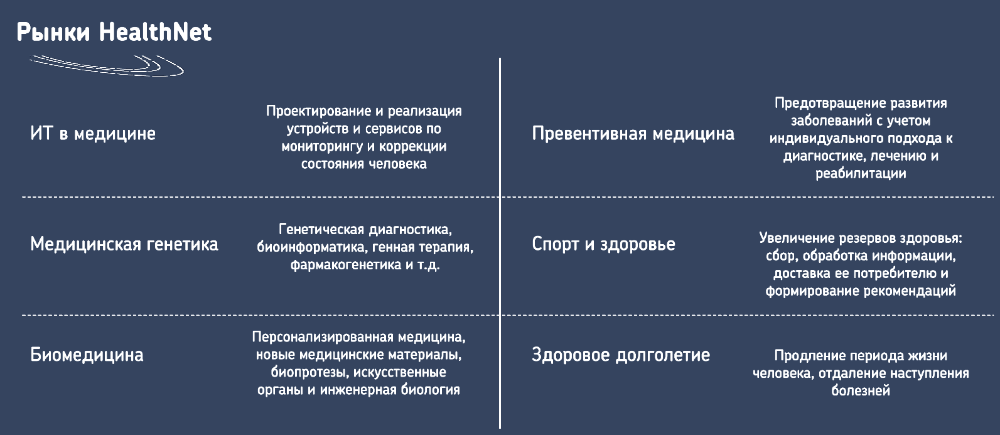 Рынки HealthNet
ИТ в медицине
Проектирование и реализация
устройств и сервисов по
мониторингу и коррекции
состояния человека
Превентивная медицина
Предотвращение развития
заболеваний с учетом
индивидуального подхода к
диагностике, лечению и
реабилитации
Медицинская генетика
Генетическая диагностика,
биоинформатика, генная терапия,
фармакогенетика и т.д.
Спорт и здоровье
Увеличение резервов здоровья:
сбор, обработка информации,
доставка ее потребителю и
формирование рекомендаций
Биомедицина
Персонализированная медицина,
новые медицинские материалы,
биопротезы, искусственные
органы и инженерная биология
Здоровое долголетие
Продление периода жизни
человека, отдаление наступления
болезней